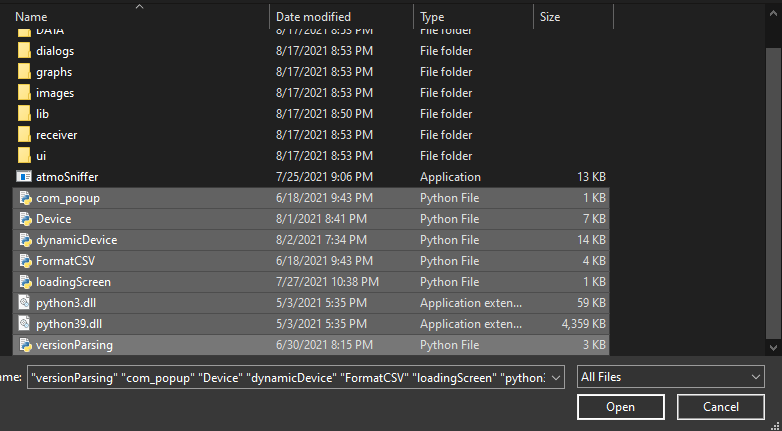 Name Date modified Type Size
DATA 8/17/2021 8:53 PM File folder
dialogs 8/17/2021 8:53 PM File folder
graphs 8/17/2021 8:53 PM File folder
images 8/17/2021 8:53 PM File folder
lib 8/17/2021 8:50 PM File folder
receiver 8/17/2021 8:53 PM File folder
ui 8/17/2021 8:53 PM File folder
atmoSniffer 7/25/2021 9:06 PM Application 13 KB
com_popup 6/18/2021 9:43 PM Python File 1 KB
Device 8/1/2021 8:41 PM Python File 7 KB
dynamicDevice 8/2/2021 7:34 PM Python File 14 KB
FormatCSV 6/18/2021 9:43 PM Python File 4 KB
loadingScreen 7/27/2021 10:38 PM Python File 1 KB
python3.dll 5/3/2021 5:35 PM Application exten... 59 KB
python39.dll 5/3/2021 5:35 PM Application exten... 4,359 KB
versionParsing 6/30/2021 8:15 PM Python File 3 KB
me: "versionParsing" "com_popup" "Device" "dynamicDevice" "FormatCSV" "loadingScreen" "python3 All Files
Open Cancel